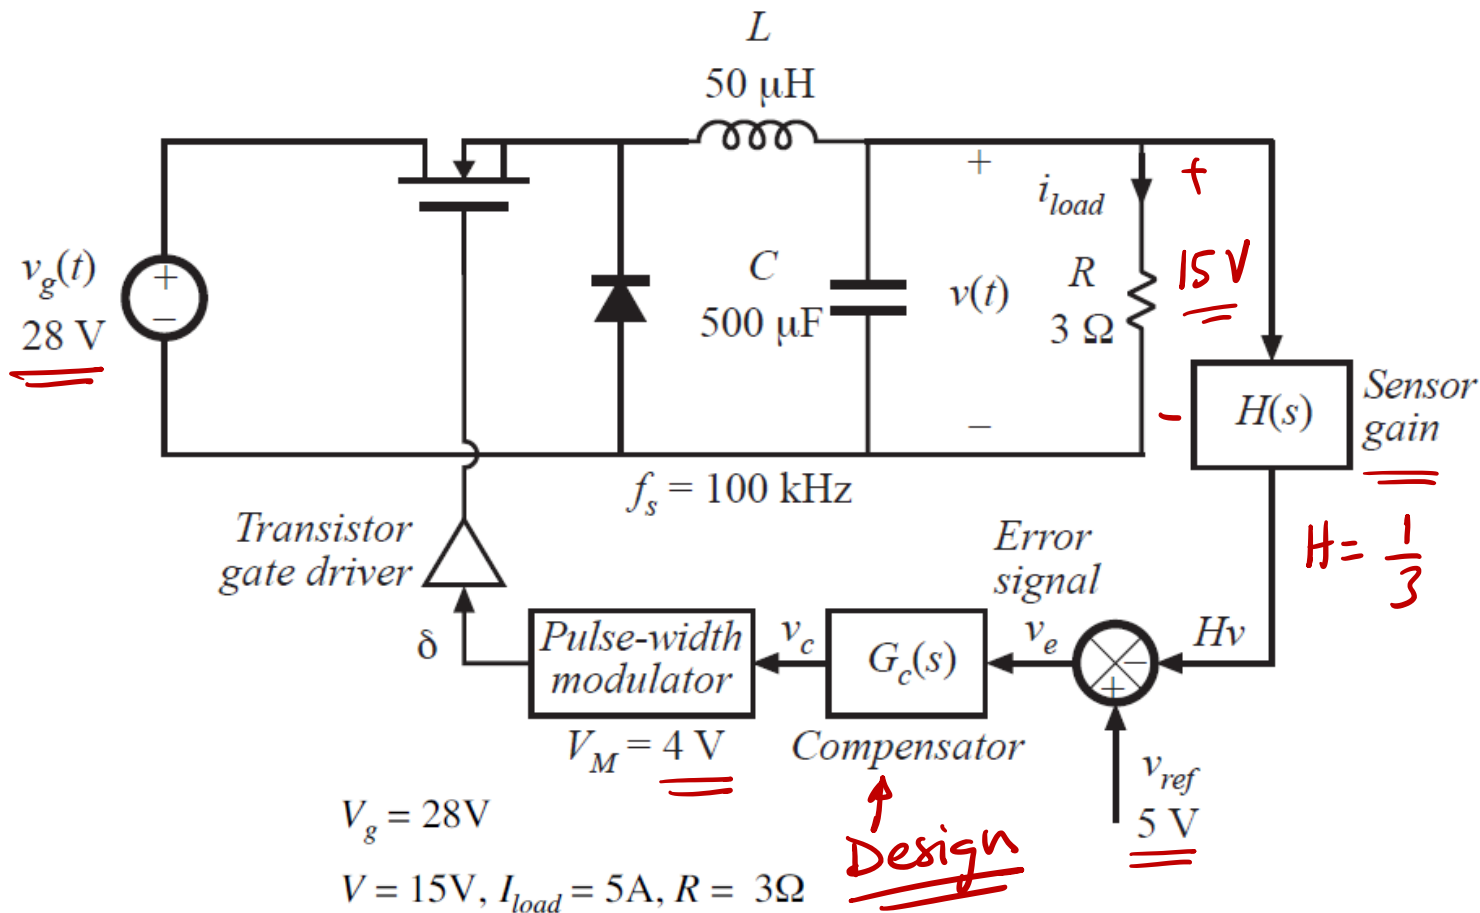 L
50 μH
+
i_load
+
v_g(t)
+
−
28 V
C
500 μF
v(t)
R
3 Ω
15 V
−
−
H(s)
Sensor
gain
f_s = 100 kHz
H = 1/3
Transistor
gate driver
Error
signal
δ
Pulse-width
modulator
v_c
G_c(s)
v_e
−
+
Hv
V_M = 4 V
Compensator
v_ref
5 V
Design
V_g = 28V
V = 15V, I_load = 5A, R = 3Ω